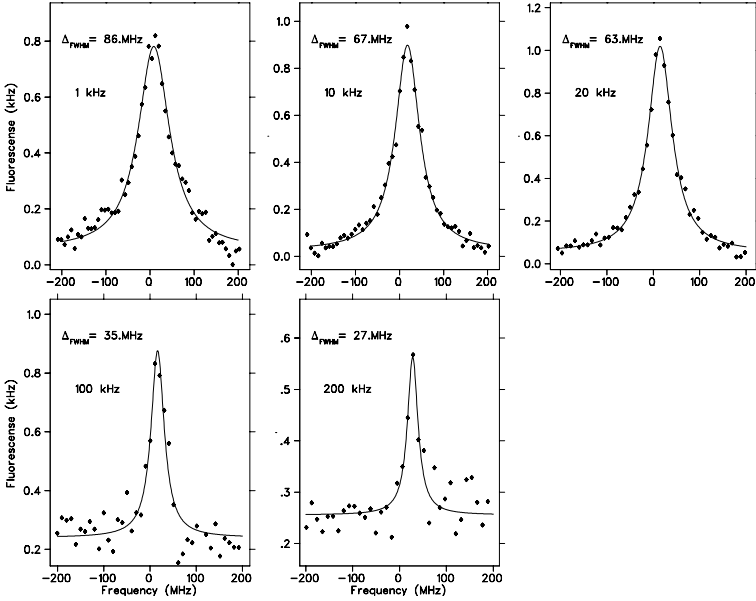 ΔFWHM= 86.MHz
1 kHz
Fluorescense (kHz)
0.8
0.6
0.4
0.2
0.0
-200 -100 0 100 200
ΔFWHM= 67.MHz
10 kHz
1.0
0.8
0.6
0.4
0.2
0.0
-200 -100 0 100 200
ΔFWHM= 63.MHz
20 kHz
1.2
1.0
0.8
0.6
0.4
0.2
0.0
-200 -100 0 100 200
ΔFWHM= 35.MHz
100 kHz
Fluorescense (kHz)
1.0
0.8
0.6
0.4
0.2
-200 -100 0 100 200
Frequency (MHz)
ΔFWHM= 27.MHz
200 kHz
.6
.5
.4
.3
.2
-200 -100 0 100 200
Frequency (MHz)